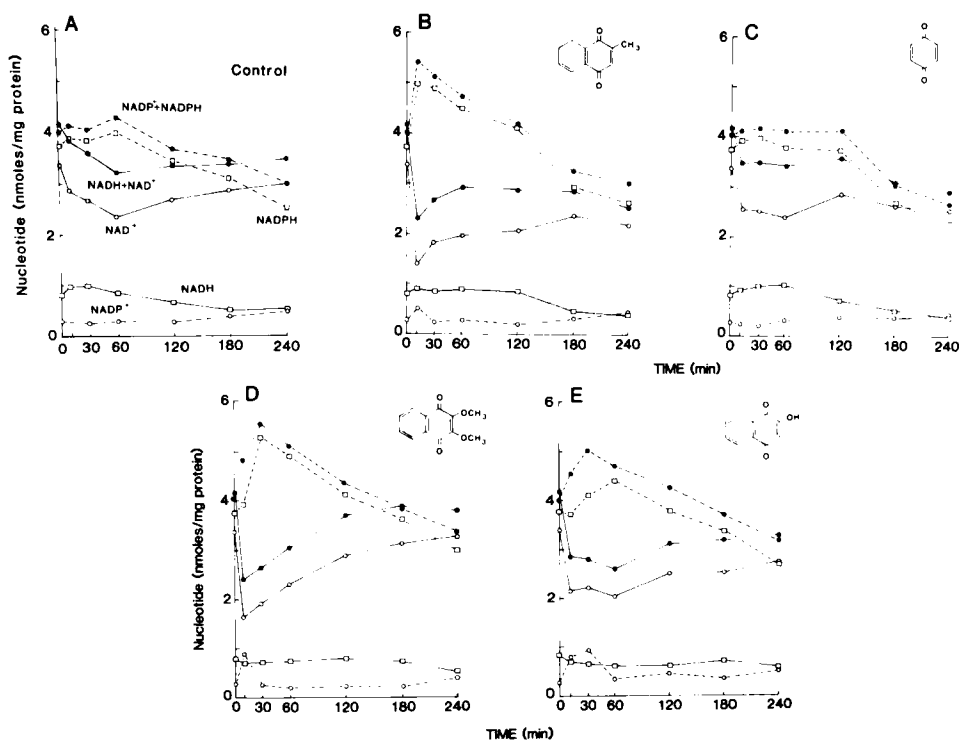 A
Control
Nucleotide (nmoles/mg protein)
6
4
2
0
NADP⁺+NADPH
NADH+NAD⁺
NAD⁺
NADPH
NADH
NADP⁺
0 30 60 120 180 240
B
6
4
2
0
O
CH₃
O
0 30 60 120 180 240
TIME (min)
C
6
4
2
0
O
O
0 30 60 120 180 240
TIME (min)
D
Nucleotide (nmoles/mg protein)
6
4
2
0
O
OCH₃
OCH₃
O
0 30 60 120 180 240
TIME (min)
E
6
4
2
0
O
OH
O
0 30 60 120 180 240